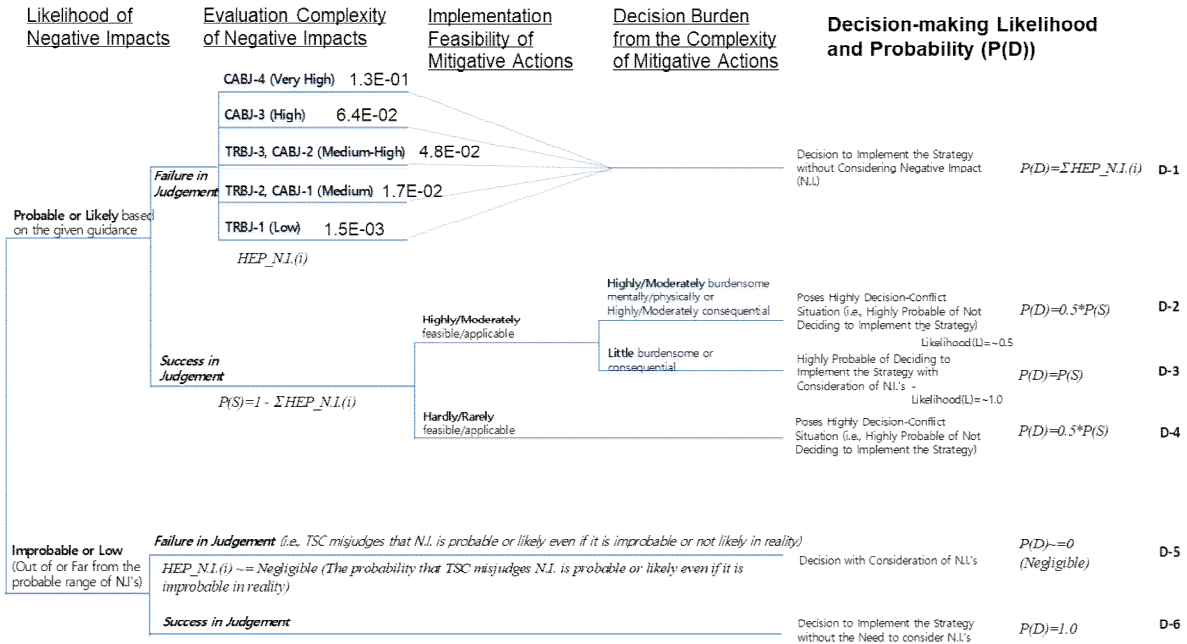 Likelihood of
Negative Impacts
Evaluation Complexity
of Negative Impacts
Implementation
Feasibility of
Mitigative Actions
Decision Burden
from the Complexity
of Mitigative Actions
Decision-making Likelihood
and Probability (P(D))
CABJ-4 (Very High) 1.3E-01
CABJ-3 (High) 6.4E-02
TRBJ-3, CABJ-2 (Medium-High) 4.8E-02
Failure in
Judgement
TRBJ-2, CABJ-1 (Medium) 1.7E-02
TRBJ-1 (Low) 1.5E-03
HEP_N.I.(i)
Decision to Implement the Strategy
without Considering Negative Impact
(N.I.)
P(D)=ΣHEP_N.I.(i) D-1
Probable or Likely based
on the given guidance
Highly/Moderately burdensome
mentally/physically or
Highly/Moderately consequential
Poses Highly Decision-Conflict
Situation (i.e., Highly Probable of Not
Deciding to Implement the Strategy)
Likelihood(L)=~0.5
P(D)=0.5*P(S) D-2
Highly/Moderately
feasible/applicable
Little burdensome or
consequential
Highly Probable of Deciding to
Implement the Strategy with
Consideration of N.I.'s -
Likelihood(L)=~1.0
P(D)=P(S) D-3
Success in
Judgement
P(S)=1 - ΣHEP_N.I.(i)
Hardly/Rarely
feasible/applicable
Poses Highly Decision-Conflict
Situation (i.e., Highly Probable of Not
Deciding to Implement the Strategy)
P(D)=0.5*P(S) D-4
Improbable or Low
(Out of or Far from the
probable range of N.I's)
Failure in Judgement (i.e., TSC misjudges that N.I. is probable or likely even if it is improbable or not likely in reality)
HEP_N.I.(i) ~= Negligible (The probability that TSC misjudges N.I. is probable or likely even if it is
improbable in reality)
Decision with Consideration of N.I.'s
P(D)~=0
(Negligible)
D-5
Success in Judgement
Decision to Implement the Strategy
without the Need to consider N.I.'s
P(D)=1.0 D-6